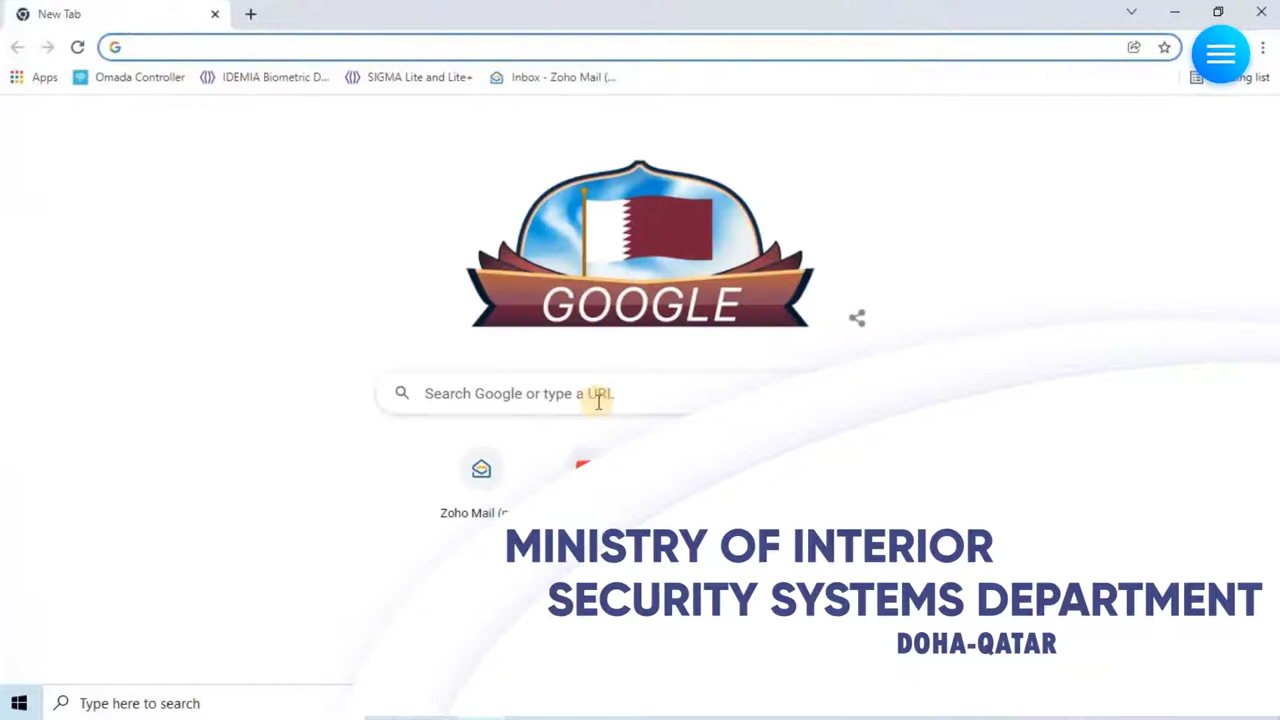 New Tab
Apps
Omada Controller
IDEMIA Biometric D...
SIGMA Lite and Lite+
Inbox - Zoho Mail (...
list
GOOGLE
Search Google or type a URL
Zoho Mail (
MINISTRY OF INTERIOR
SECURITY SYSTEMS DEPARTMENT
DOHA-QATAR
Type here to search